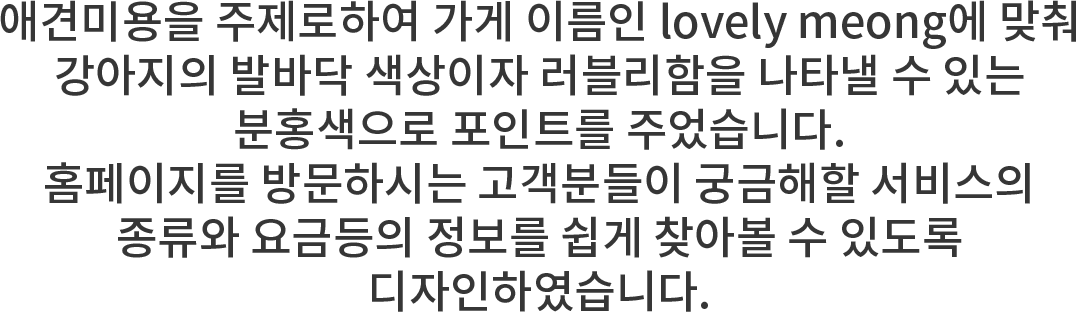 애견미용을 주제로하여 가게 이름인 lovely meong에 맞춰
강아지의 발바닥 색상이자 러블리함을 나타낼 수 있는
분홍색으로 포인트를 주었습니다.
홈페이지를 방문하시는 고객분들이 궁금해할 서비스의
종류와 요금등의 정보를 쉽게 찾아볼 수 있도록
디자인하였습니다.